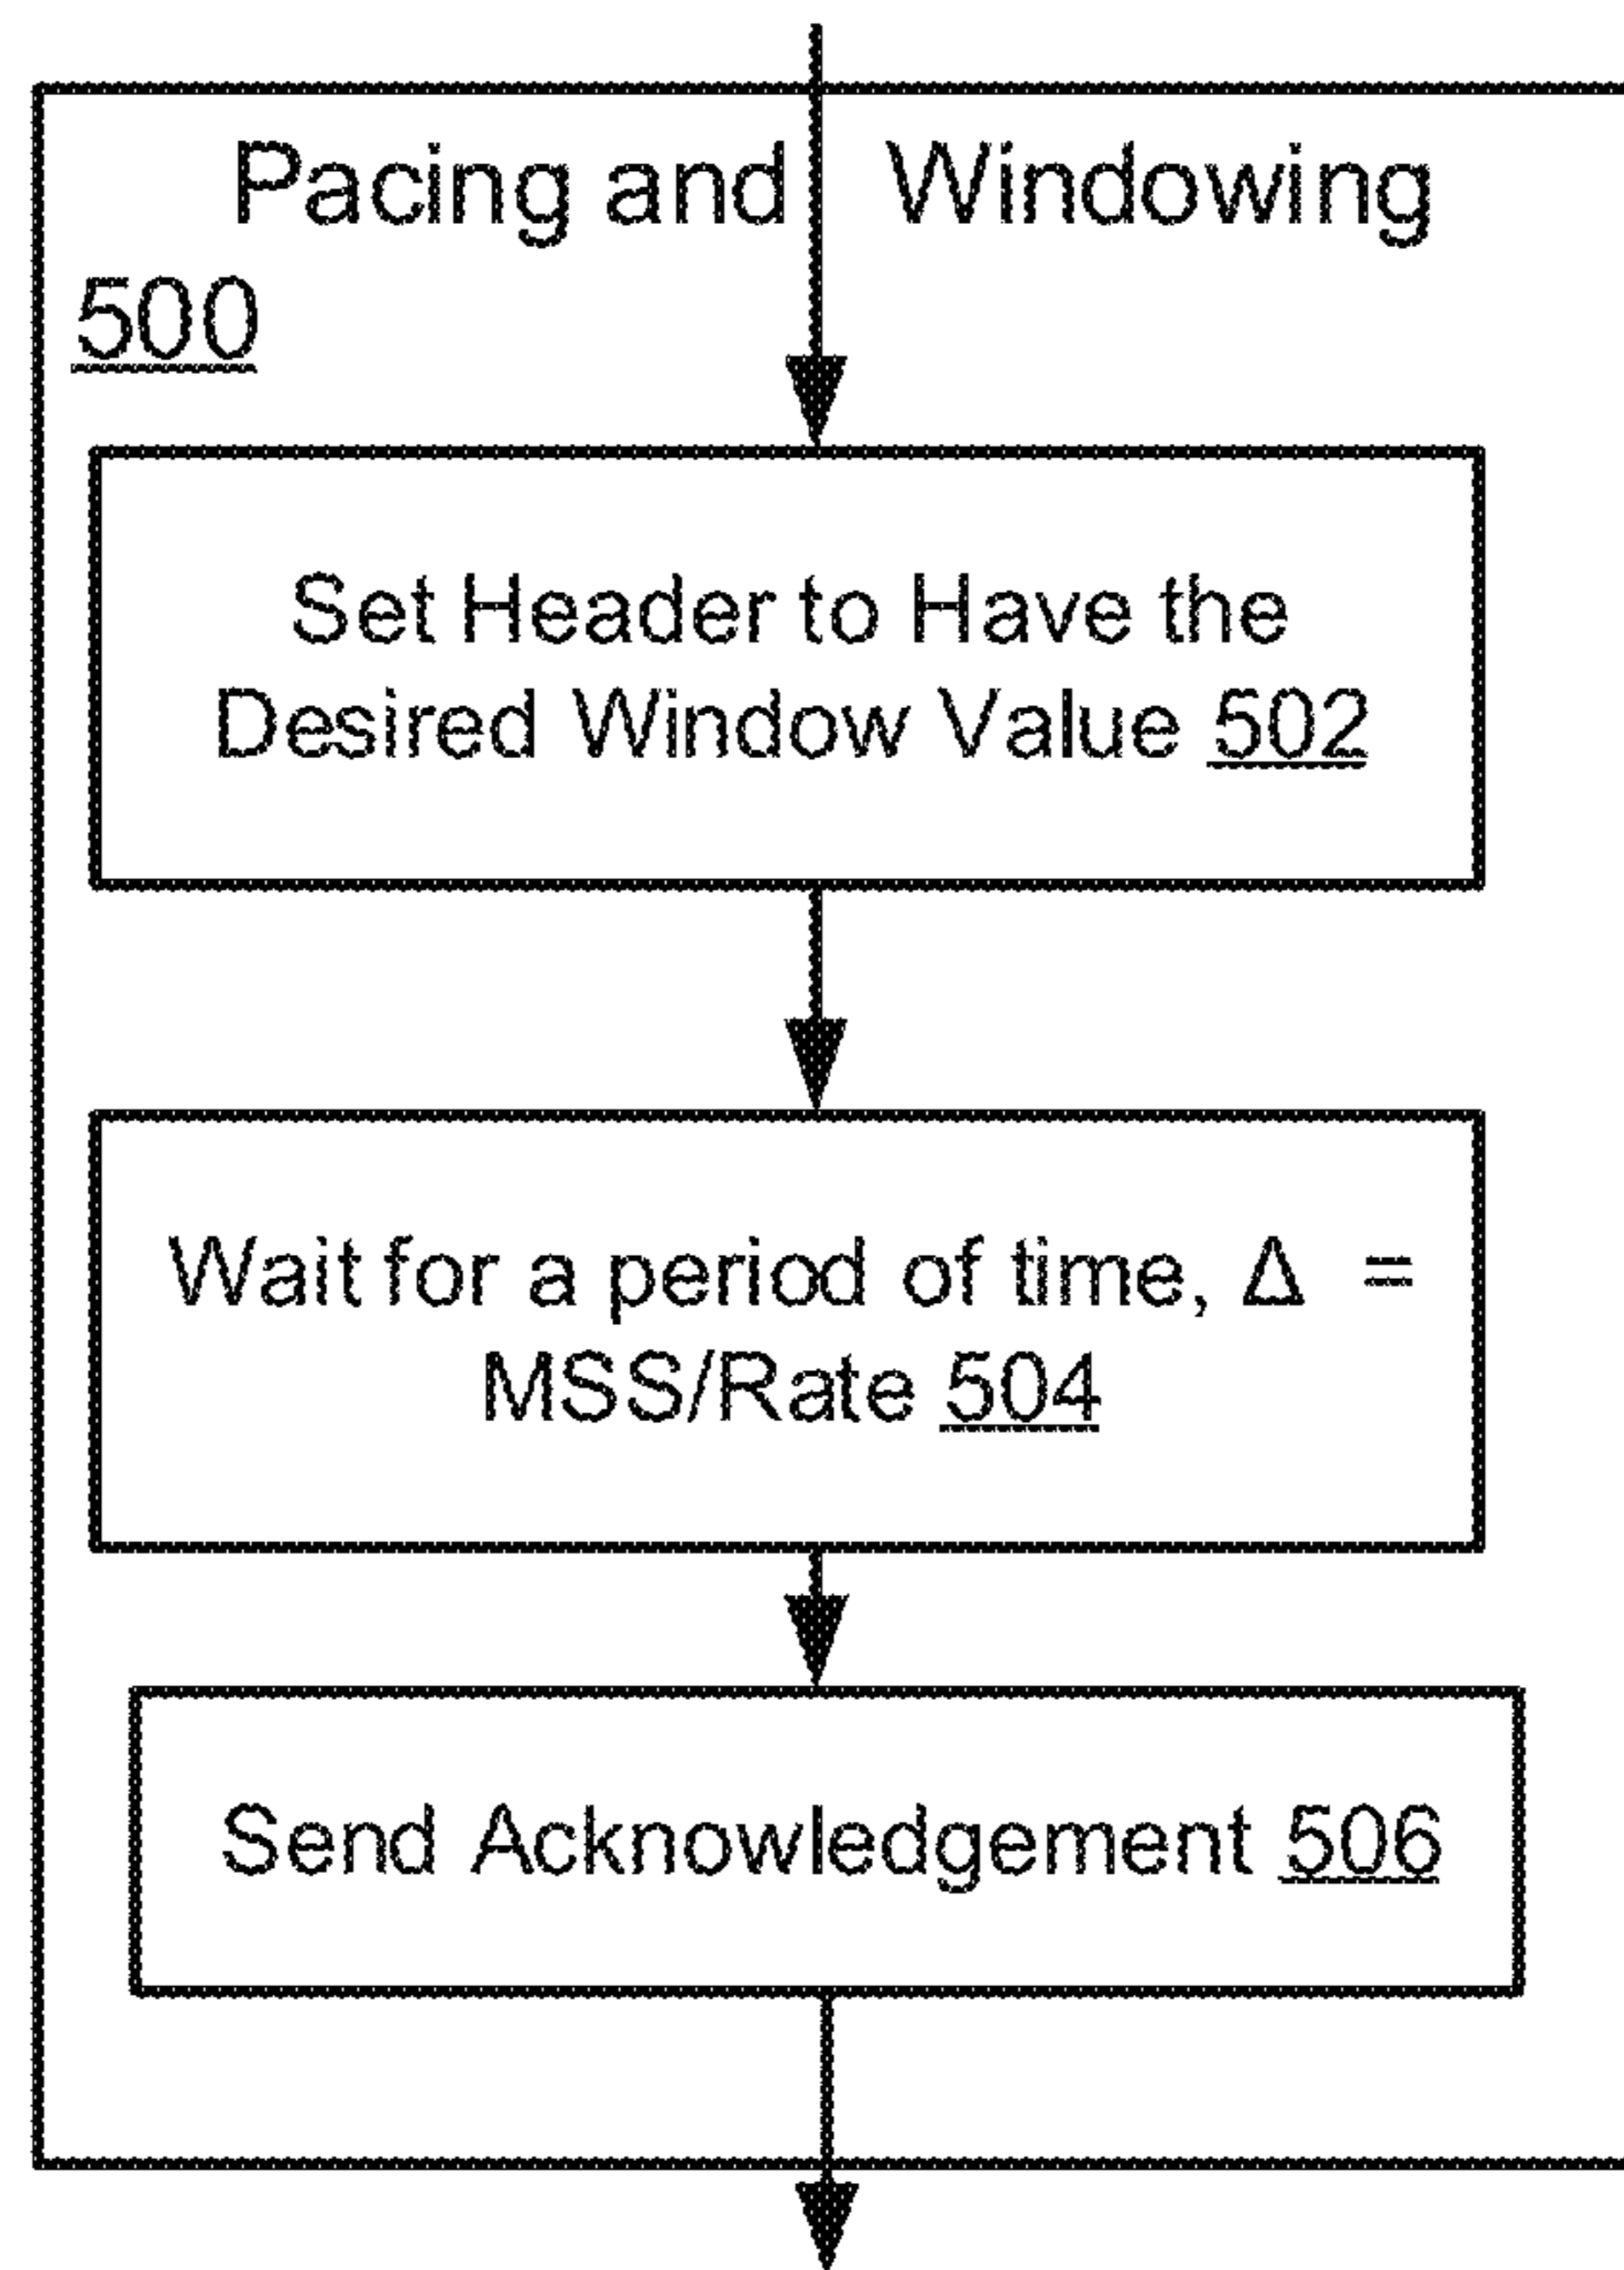 Pacing and Windowing
500
Set Header to Have the
Desired Window Value 502
Wait for a period of time, Δ =
MSS/Rate 504
Send Acknowledgement 506